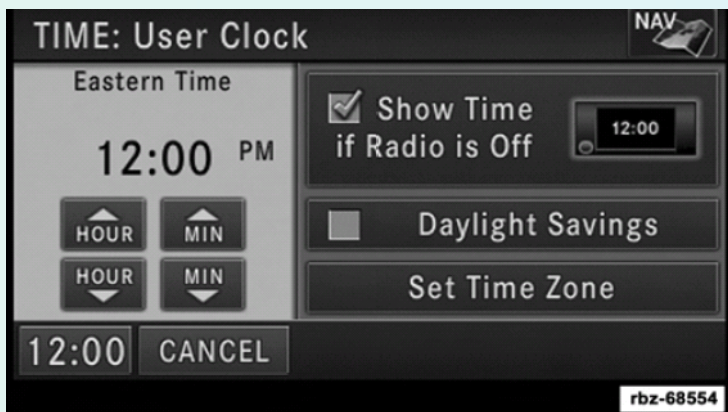 TIME: User Clock
NAV
Eastern Time
12:00 PM
HOUR MIN
HOUR MIN
Show Time
if Radio is Off
12:00
Daylight Savings
Set Time Zone
12:00 CANCEL
rbz-68554